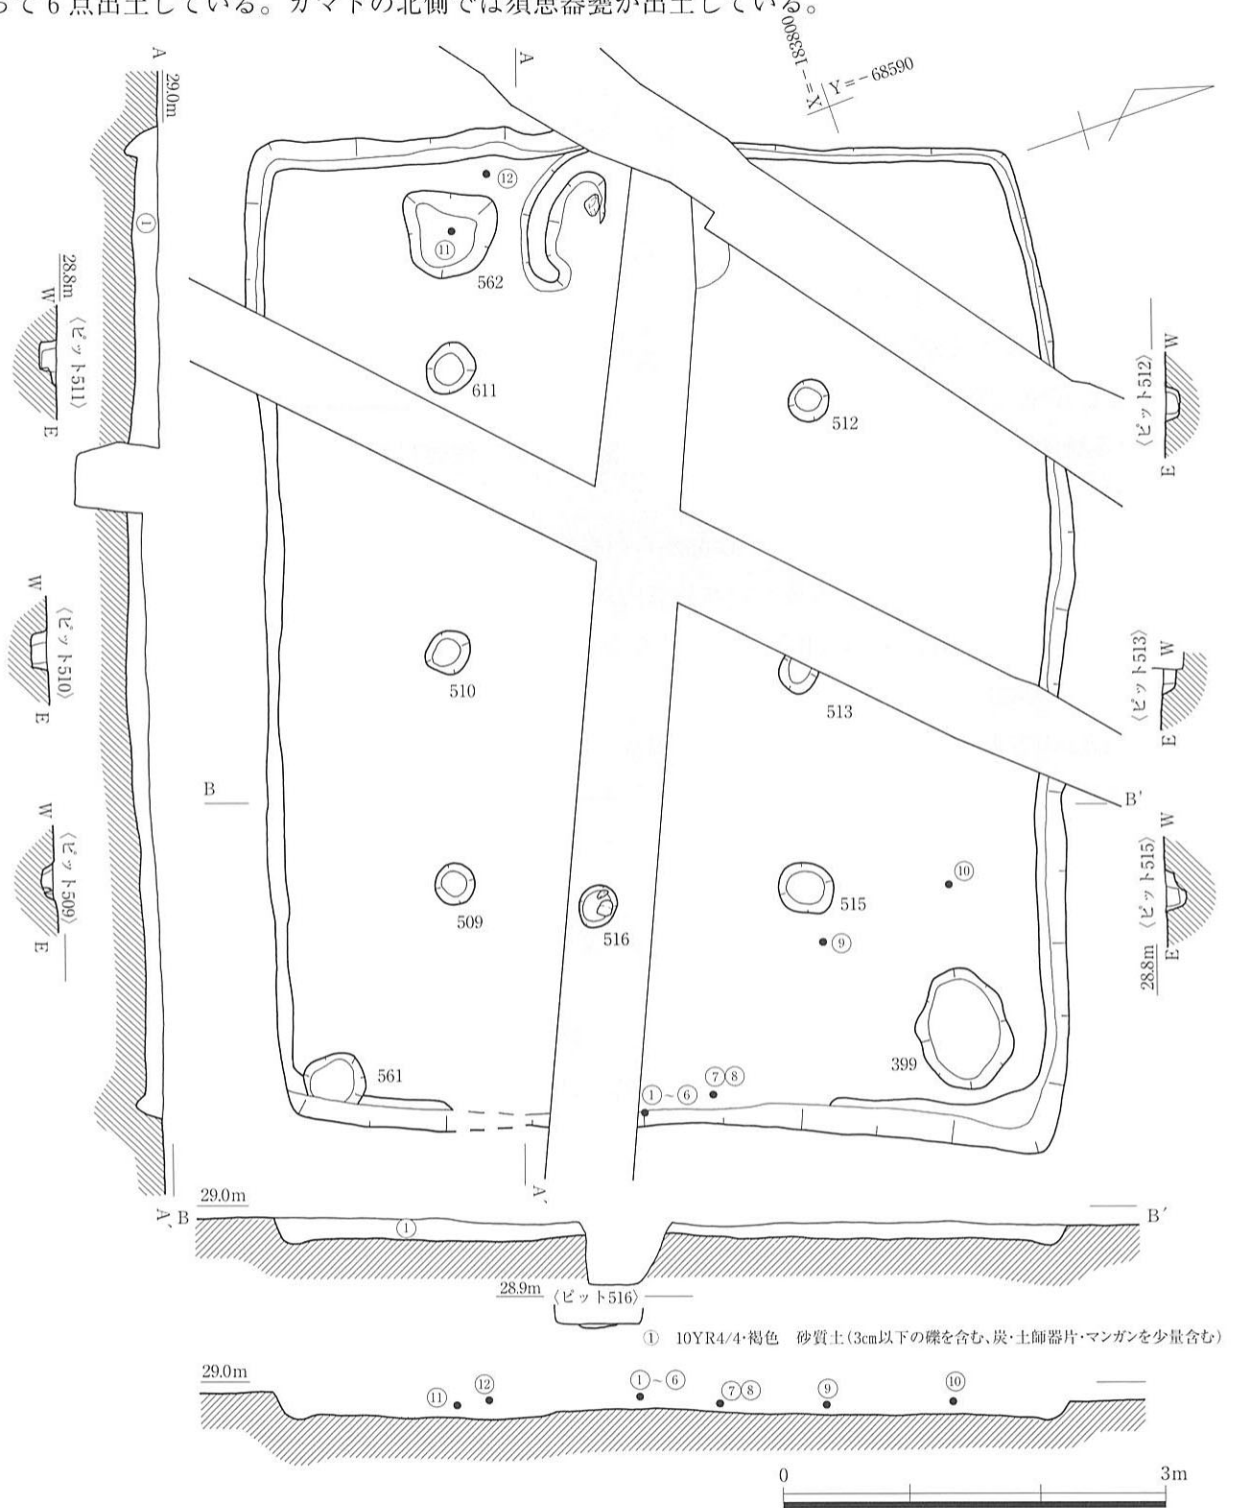 って6点出土している。カマドの北側では須恵器甕が出土している。
A
29.0m
A
X=-183800
Y=-68590
①
⑫
⑪
562
28.8m
W
〈ピット511〉
E
611
512
W
〈ピット512〉
E
W
〈ピット510〉
E
510
513
W
〈ピット513〉
E
B
B′
W
〈ピット509〉
E
509
516
515
⑩
⑨
W
〈ピット515〉
E
28.8m
399
561
⑦⑧
①~⑥
A′
A′
29.0m
B
B′
①
28.9m
〈ピット516〉
① 10YR4/4・褐色 砂質土(3cm以下の礫を含む、炭・土師器片・マンガンを少量含む)
29.0m
⑪
⑫
①~⑥
⑦⑧
⑨
⑩
0
3m